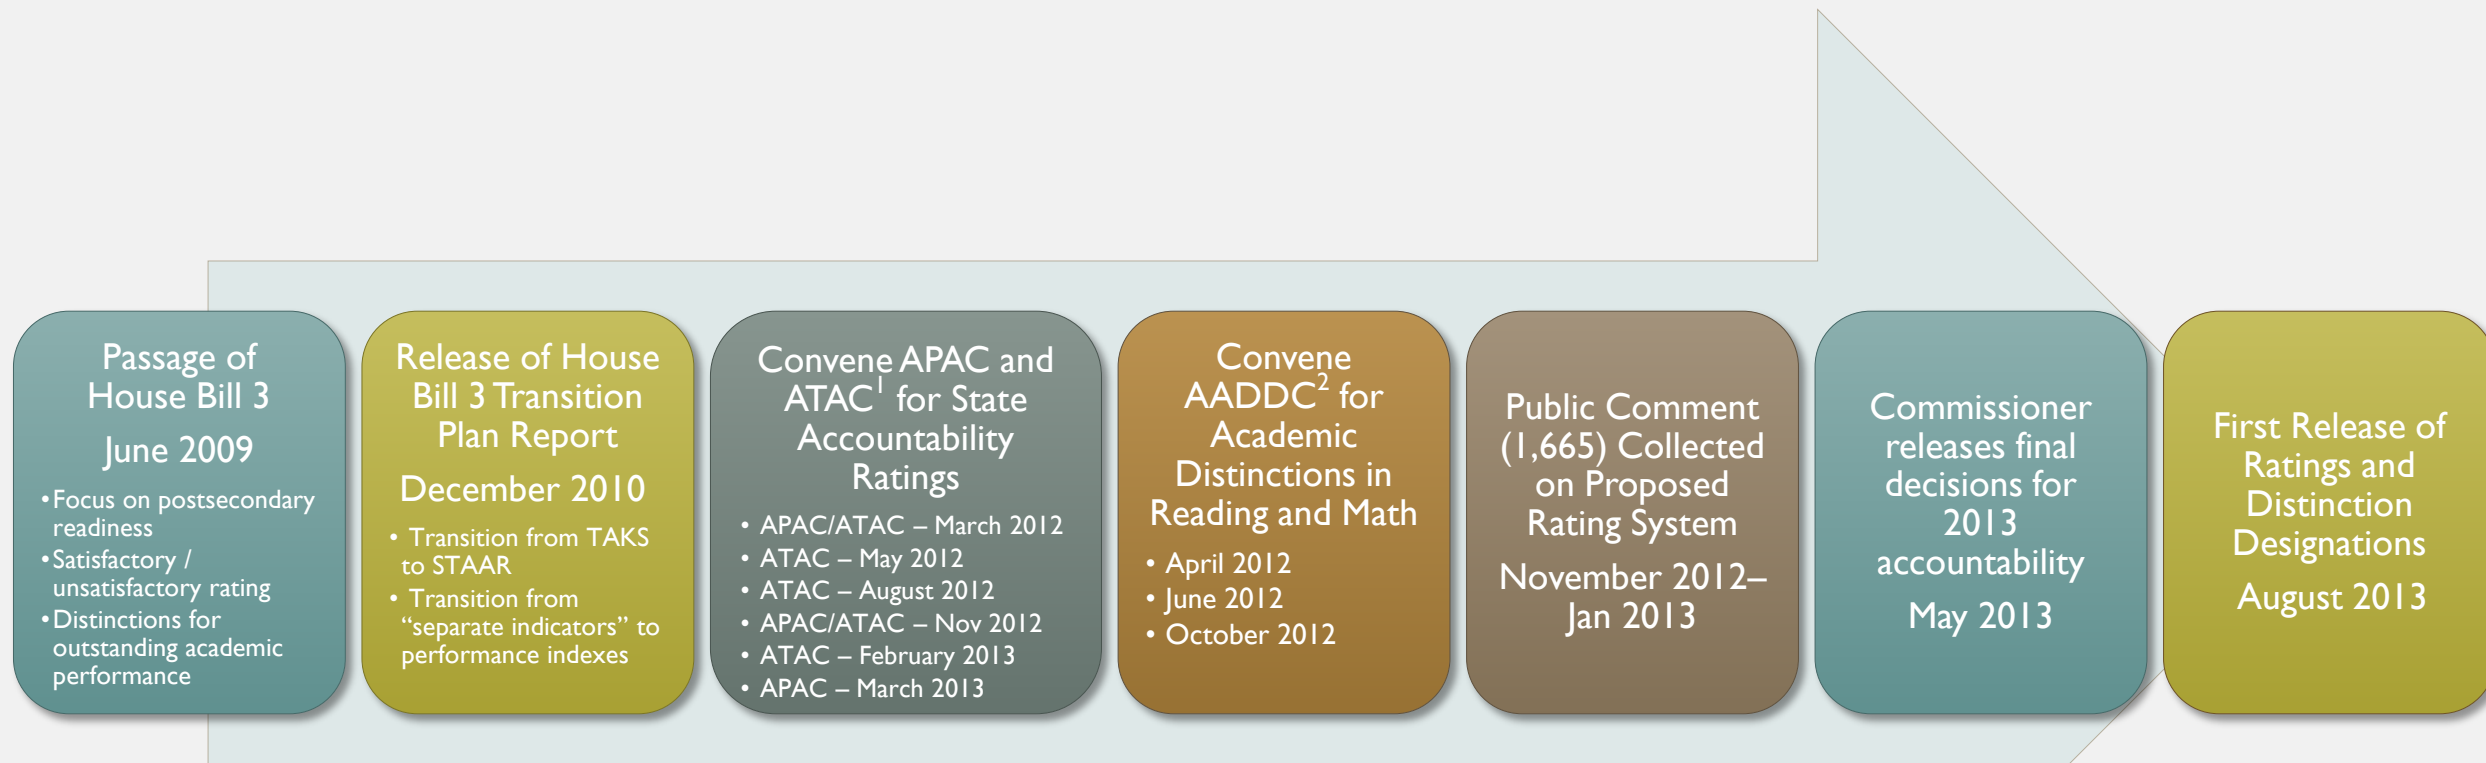 Passage of
House Bill 3
June 2009
•Focus on postsecondary
readiness
•Satisfactory /
unsatisfactory rating
•Distinctions for
outstanding academic
performance
Release of House
Bill 3 Transition
Plan Report
December 2010
• Transition from TAKS
to STAAR
• Transition from
“separate indicators” to
performance indexes
Convene APAC and
ATAC1 for State
Accountability
Ratings
• APAC/ATAC – March 2012
• ATAC – May 2012
• ATAC – August 2012
• APAC/ATAC – Nov 2012
• ATAC – February 2013
• APAC – March 2013
Convene
AADDC2 for
Academic
Distinctions in
Reading and Math
• April 2012
• June 2012
• October 2012
Public Comment
(1,665) Collected
on Proposed
Rating System
November 2012–
Jan 2013
Commissioner
releases final
decisions for
2013
accountability
May 2013
First Release of
Ratings and
Distinction
Designations
August 2013